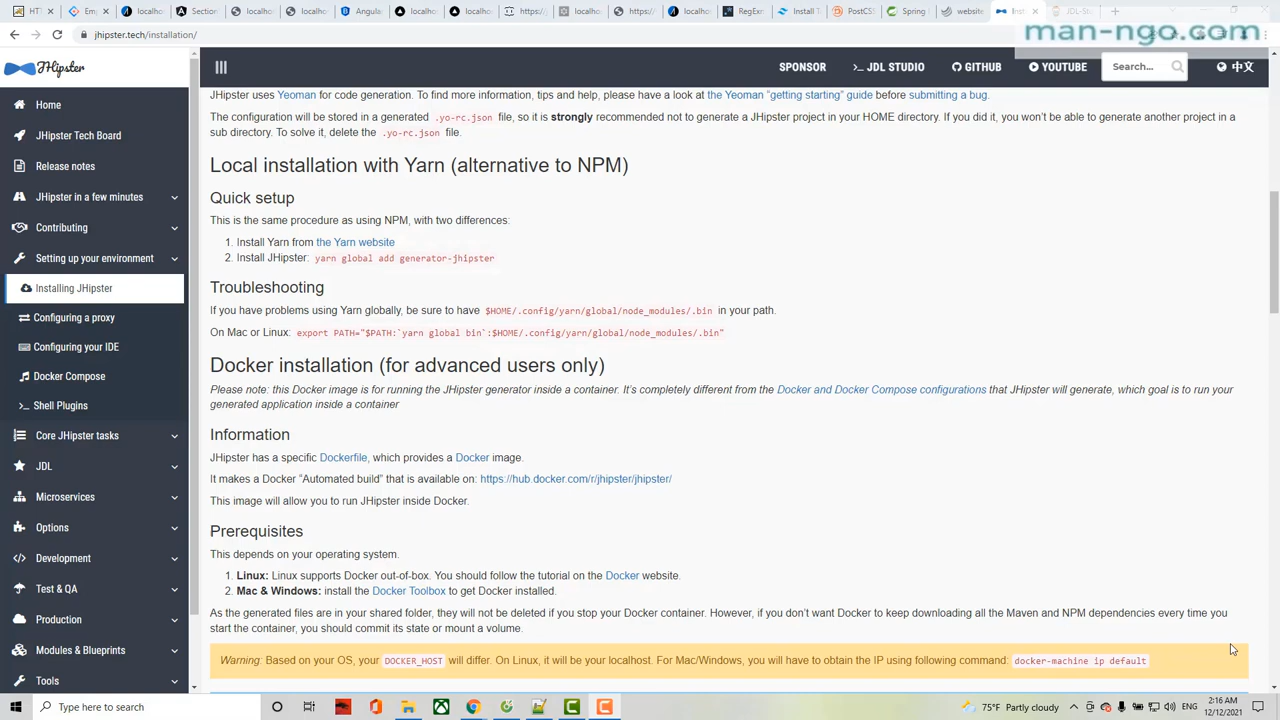 HT
Emp
localho
Section
localh
localh
localho
https:/
localho
https:/
localho
RegExr
Install T
PostCSS
Spring
website
Inst
JDL-St
jhipster.tech/installation/
man-ngo.com
JHipster
SPONSOR
JDL STUDIO
GITHUB
YOUTUBE
Search...
中文
Home
JHipster Tech Board
Release notes
JHipster in a few minutes
Contributing
Setting up your environment
Installing JHipster
Configuring a proxy
Configuring your IDE
Docker Compose
Shell Plugins
Core JHipster tasks
JDL
Microservices
Options
Development
Test & QA
Production
Modules & Blueprints
Tools
JHipster uses Yeoman for code generation. To find more information, tips and help, please have a look at the Yeoman “getting starting” guide before submitting a bug.
The configuration will be stored in a generated .yo-rc.json file, so it is strongly recommended not to generate a JHipster project in your HOME directory. If you did it, you won’t be able to generate another project in a
sub directory. To solve it, delete the .yo-rc.json file.
Local installation with Yarn (alternative to NPM)
Quick setup
This is the same procedure as using NPM, with two differences:
1. Install Yarn from the Yarn website
2. Install JHipster: yarn global add generator-jhipster
Troubleshooting
If you have problems using Yarn globally, be sure to have $HOME/.config/yarn/global/node_modules/.bin in your path.
On Mac or Linux: export PATH="$PATH:`yarn global bin`:$HOME/.config/yarn/global/node_modules/.bin"
Docker installation (for advanced users only)
Please note: this Docker image is for running the JHipster generator inside a container. It’s completely different from the Docker and Docker Compose configurations that JHipster will generate, which goal is to run your
generated application inside a container
Information
JHipster has a specific Dockerfile, which provides a Docker image.
It makes a Docker “Automated build” that is available on: https://hub.docker.com/r/jhipster/jhipster/
This image will allow you to run JHipster inside Docker.
Prerequisites
This depends on your operating system.
1. Linux: Linux supports Docker out-of-box. You should follow the tutorial on the Docker website.
2. Mac & Windows: install the Docker Toolbox to get Docker installed.
As the generated files are in your shared folder, they will not be deleted if you stop your Docker container. However, if you don’t want Docker to keep downloading all the Maven and NPM dependencies every time you
start the container, you should commit its state or mount a volume.
Warning: Based on your OS, your DOCKER_HOST will differ. On Linux, it will be your localhost. For Mac/Windows, you will have to obtain the IP using following command: docker-machine ip default
Type here to search
75°F Partly cloudy
ENG
2:16 AM
12/12/2021